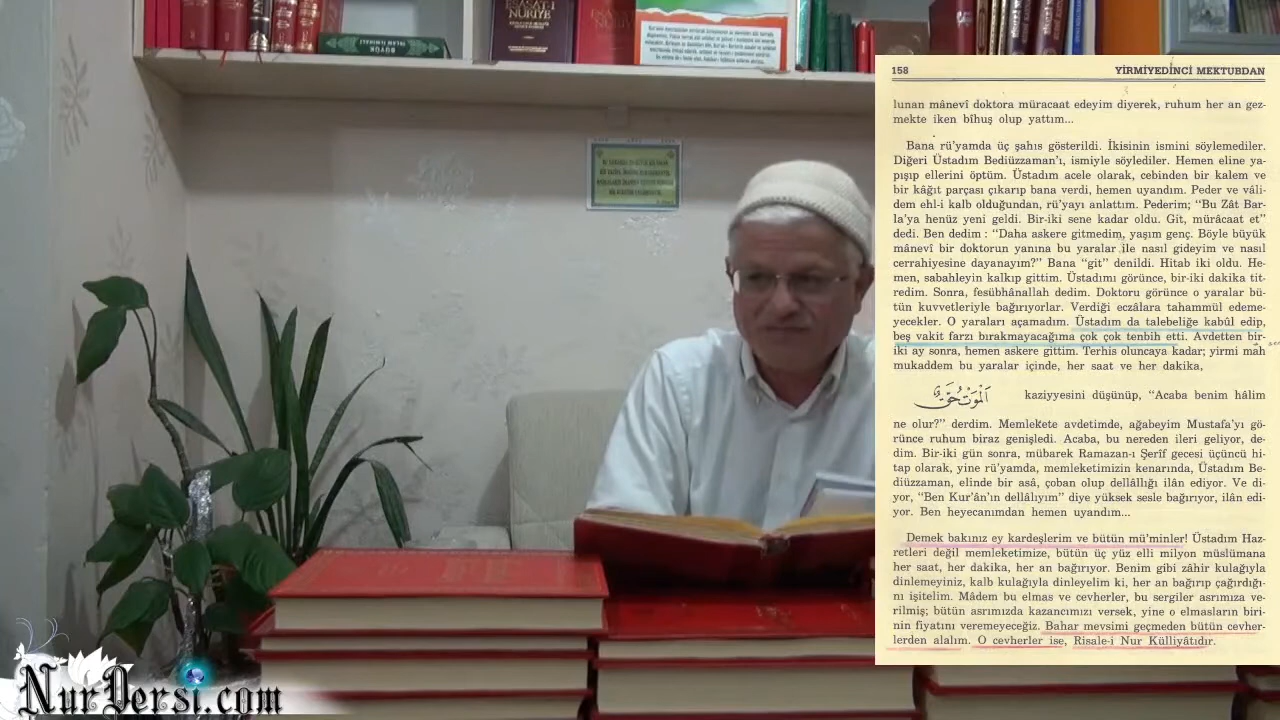 ESASAT-I
NURİYE
BÜYÜK
158 YİRMİYEDİNCİ MEKTUBDAN
lunan mânevî doktora müracaat edeyim diyerek, ruhum her an gez-
mekte iken bîhuş olup yattım...
Bana rü'yamda üç şahıs gösterildi. İkisinin ismini söylemediler.
Diğeri Üstadım Bediüzzaman'ı, ismiyle söylediler. Hemen eline ya-
pışıp ellerini öptüm. Üstadım acele olarak, cebinden bir kalem ve
bir kâğıt parçası çıkarıp bana verdi, hemen uyandım. Peder ve vâli-
dem ehl-i kalb olduğundan, rü'yayı anlattım. Pederim; "Bu Zât Bar-
la'ya henüz yeni geldi. Bir-iki sene kadar oldu. Git, mürâcaat et"
dedi. Ben dedim : "Daha askere gitmedim, yaşım genç. Böyle büyük
mânevî bir doktorun yanına bu yaralar ile nasıl gideyim ve nasıl
cerrahiyesine dayanayım?" Bana "git" denildi. Hitab iki oldu. He-
men, sabahleyin kalkıp gittim. Üstadımı görünce, bir-iki dakika tit-
redim. Sonra, fesübhânallah dedim. Doktoru görünce o yaralar bü-
tün kuvvetleriyle bağırıyorlar. Verdiği eczâlara tahammül edeme-
yecekler. O yaraları açamadım. Üstadım da talebeliğe kabûl edip,
beş vakit farzı bırakmayacağıma çok çok tenbih etti. Avdetten bir-
iki ay sonra, hemen askere gittim. Terhis oluncaya kadar; yirmi mah
mukaddem bu yaralar içinde, her saat ve her dakika,
اَلْمَوْتُ حَقٌّ kaziyyesini düşünüp, "Acaba benim hâlim
ne olur?" derdim. Memlekete avdetimde, ağabeyim Mustafa'yı gö-
rünce ruhum biraz genişledi. Acaba, bu nereden ileri geliyor, de-
dim. Bir-iki gün sonra, mübarek Ramazan-ı Şerîf gecesi üçüncü hi-
tap olarak, yine rü'yamda, memleketimizin kenarında, Üstadım Be-
diüzzaman, elinde bir asâ, çoban olup dellâllığı ilân ediyor. Ve di-
yor, "Ben Kur'ân'ın dellâlıyım" diye yüksek sesle bağırıyor, ilân edi-
yor. Ben heyecanımdan hemen uyandım...
Demek bakınız ey kardeşlerim ve bütün mü'minler! Üstadım Haz-
retleri değil memleketimize, bütün üç yüz elli milyon müslümana
her saat, her dakika, her an bağırıyor. Benim gibi zâhir kulağıyla
dinlemeyiniz, kalb kulağıyla dinleyelim ki, her an bağırıp çağırdığı-
nı işitelim. Mâdem bu elmas ve cevherler, bu sergiler asrımıza ve-
rilmiş; bütün asrımızda kazancımızı versek, yine o elmasların biri-
nin fiyatını veremeyeceğiz. Bahar mevsimi geçmeden bütün cevher-
lerden alalım. O cevherler ise, Risale-i Nur Külliyâtıdır.
NurDersi.com